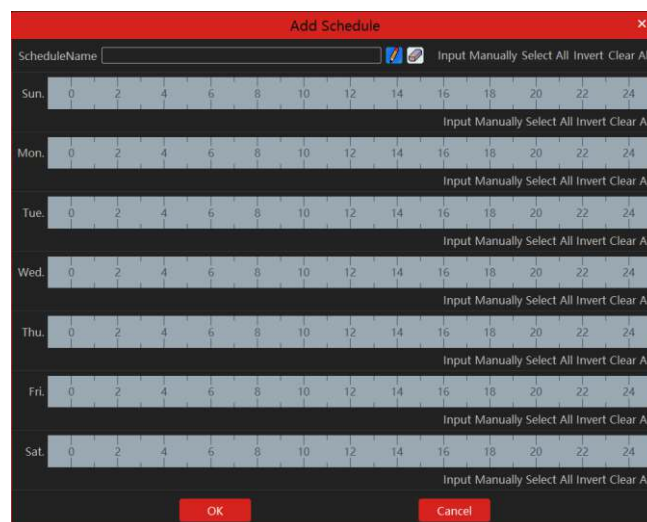 Add Schedule ×
ScheduleName Input Manually Select All Invert Clear Al
Sun. 0 2 4 6 8 10 12 14 16 18 20 22 24
Input Manually Select All Invert Clear A
Mon. 0 2 4 6 8 10 12 14 16 18 20 22 24
Input Manually Select All Invert Clear A
Tue. 0 2 4 6 8 10 12 14 16 18 20 22 24
Input Manually Select All Invert Clear A
Wed. 0 2 4 6 8 10 12 14 16 18 20 22 24
Input Manually Select All Invert Clear A
Thu. 0 2 4 6 8 10 12 14 16 18 20 22 24
Input Manually Select All Invert Clear A
Fri. 0 2 4 6 8 10 12 14 16 18 20 22 24
Input Manually Select All Invert Clear A
Sat. 0 2 4 6 8 10 12 14 16 18 20 22 24
Input Manually Select All Invert Clear A
OK Cancel